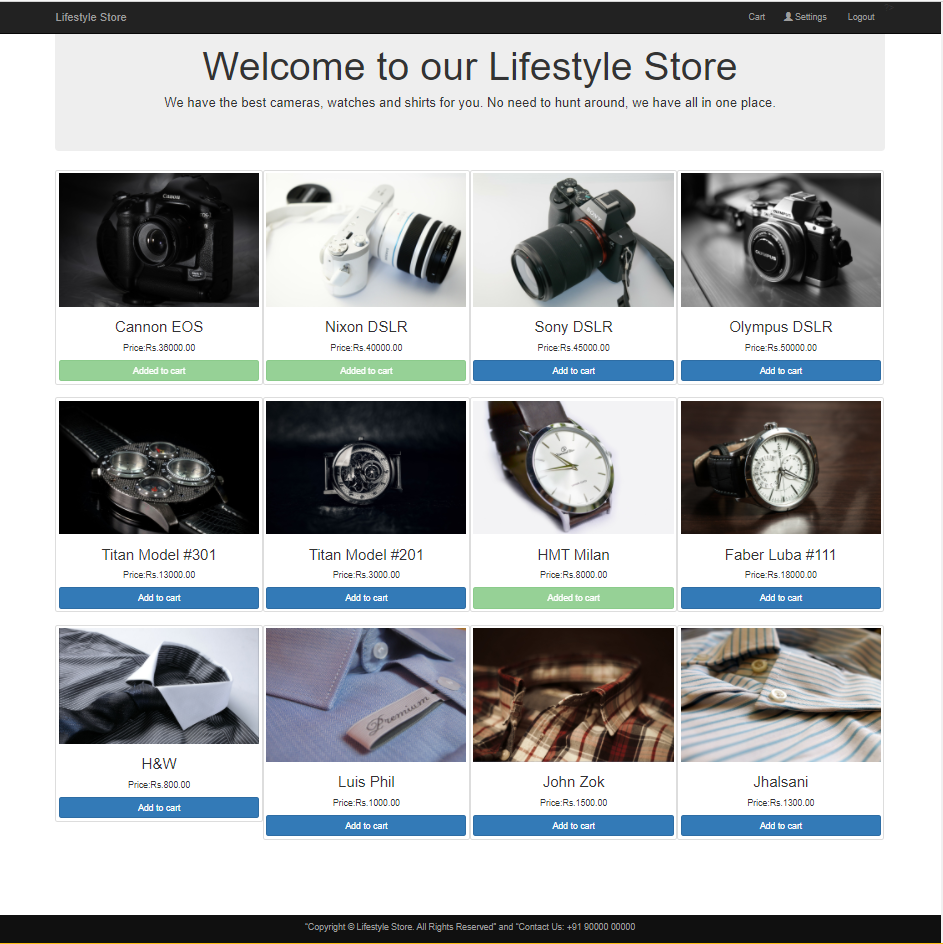 Lifestyle Store Cart Settings Logout
Welcome to our Lifestyle Store
We have the best cameras, watches and shirts for you. No need to hunt around, we have all in one place.
Canon
SONY
OLYMPUS
OLYMPUS
Cannon EOS
Price:Rs.36000.00
Added to cart
Nixon DSLR
Price:Rs.40000.00
Added to cart
Sony DSLR
Price:Rs.45000.00
Add to cart
Olympus DSLR
Price:Rs.50000.00
Add to cart
Titan Model #301
Price:Rs.13000.00
Add to cart
Titan Model #201
Price:Rs.3000.00
Add to cart
HMT Milan
Price:Rs.8000.00
Added to cart
Faber Luba #111
Price:Rs.18000.00
Add to cart
Premium
H&W
Price:Rs.800.00
Add to cart
Luis Phil
Price:Rs.1000.00
Add to cart
John Zok
Price:Rs.1500.00
Add to cart
Jhalsani
Price:Rs.1300.00
Add to cart
"Copyright © Lifestyle Store. All Rights Reserved" and "Contact Us: +91 90000 00000